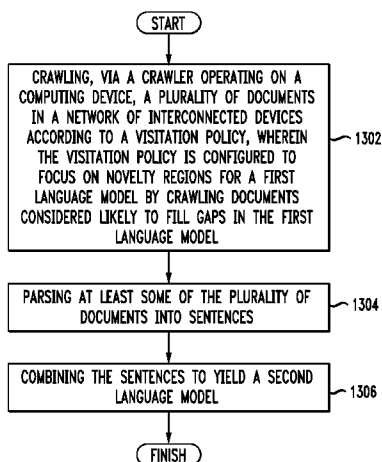 START
CRAWLING, VIA A CRAWLER OPERATING ON A
COMPUTING DEVICE, A PLURALITY OF DOCUMENTS
IN A NETWORK OF INTERCONNECTED DEVICES
ACCORDING TO A VISITATION POLICY, WHEREIN
THE VISITATION POLICY IS CONFIGURED TO
FOCUS ON NOVELTY REGIONS FOR A FIRST
LANGUAGE MODEL BY CRAWLING DOCUMENTS
CONSIDERED LIKELY TO FILL GAPS IN THE FIRST
LANGUAGE MODEL
1302
PARSING AT LEAST SOME OF THE PLURALITY OF
DOCUMENTS INTO SENTENCES
1304
COMBINING THE SENTENCES TO YIELD A SECOND
LANGUAGE MODEL
1306
FINISH